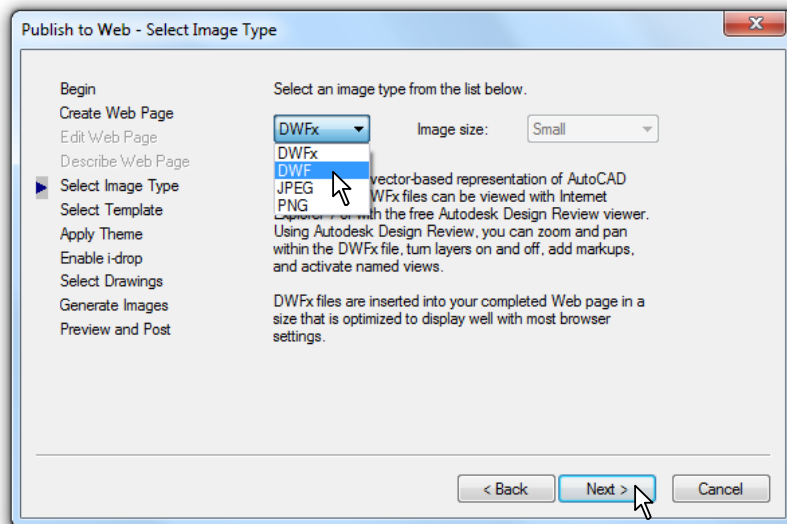 Publish to Web - Select Image Type
Begin
Create Web Page
Edit Web Page
Describe Web Page
Select Image Type
Select Template
Apply Theme
Enable i-drop
Select Drawings
Generate Images
Preview and Post
Select an image type from the list below.
DWFx
Image size:
Small
DWFx
DWF
JPEG
PNG
vector-based representation of AutoCAD
WFx files can be viewed with Internet
with the free Autodesk Design Review viewer.
Using Autodesk Design Review, you can zoom and pan
within the DWFx file, turn layers on and off, add markups,
and activate named views.
DWFx files are inserted into your completed Web page in a
size that is optimized to display well with most browser
settings.
< Back
Next >
Cancel